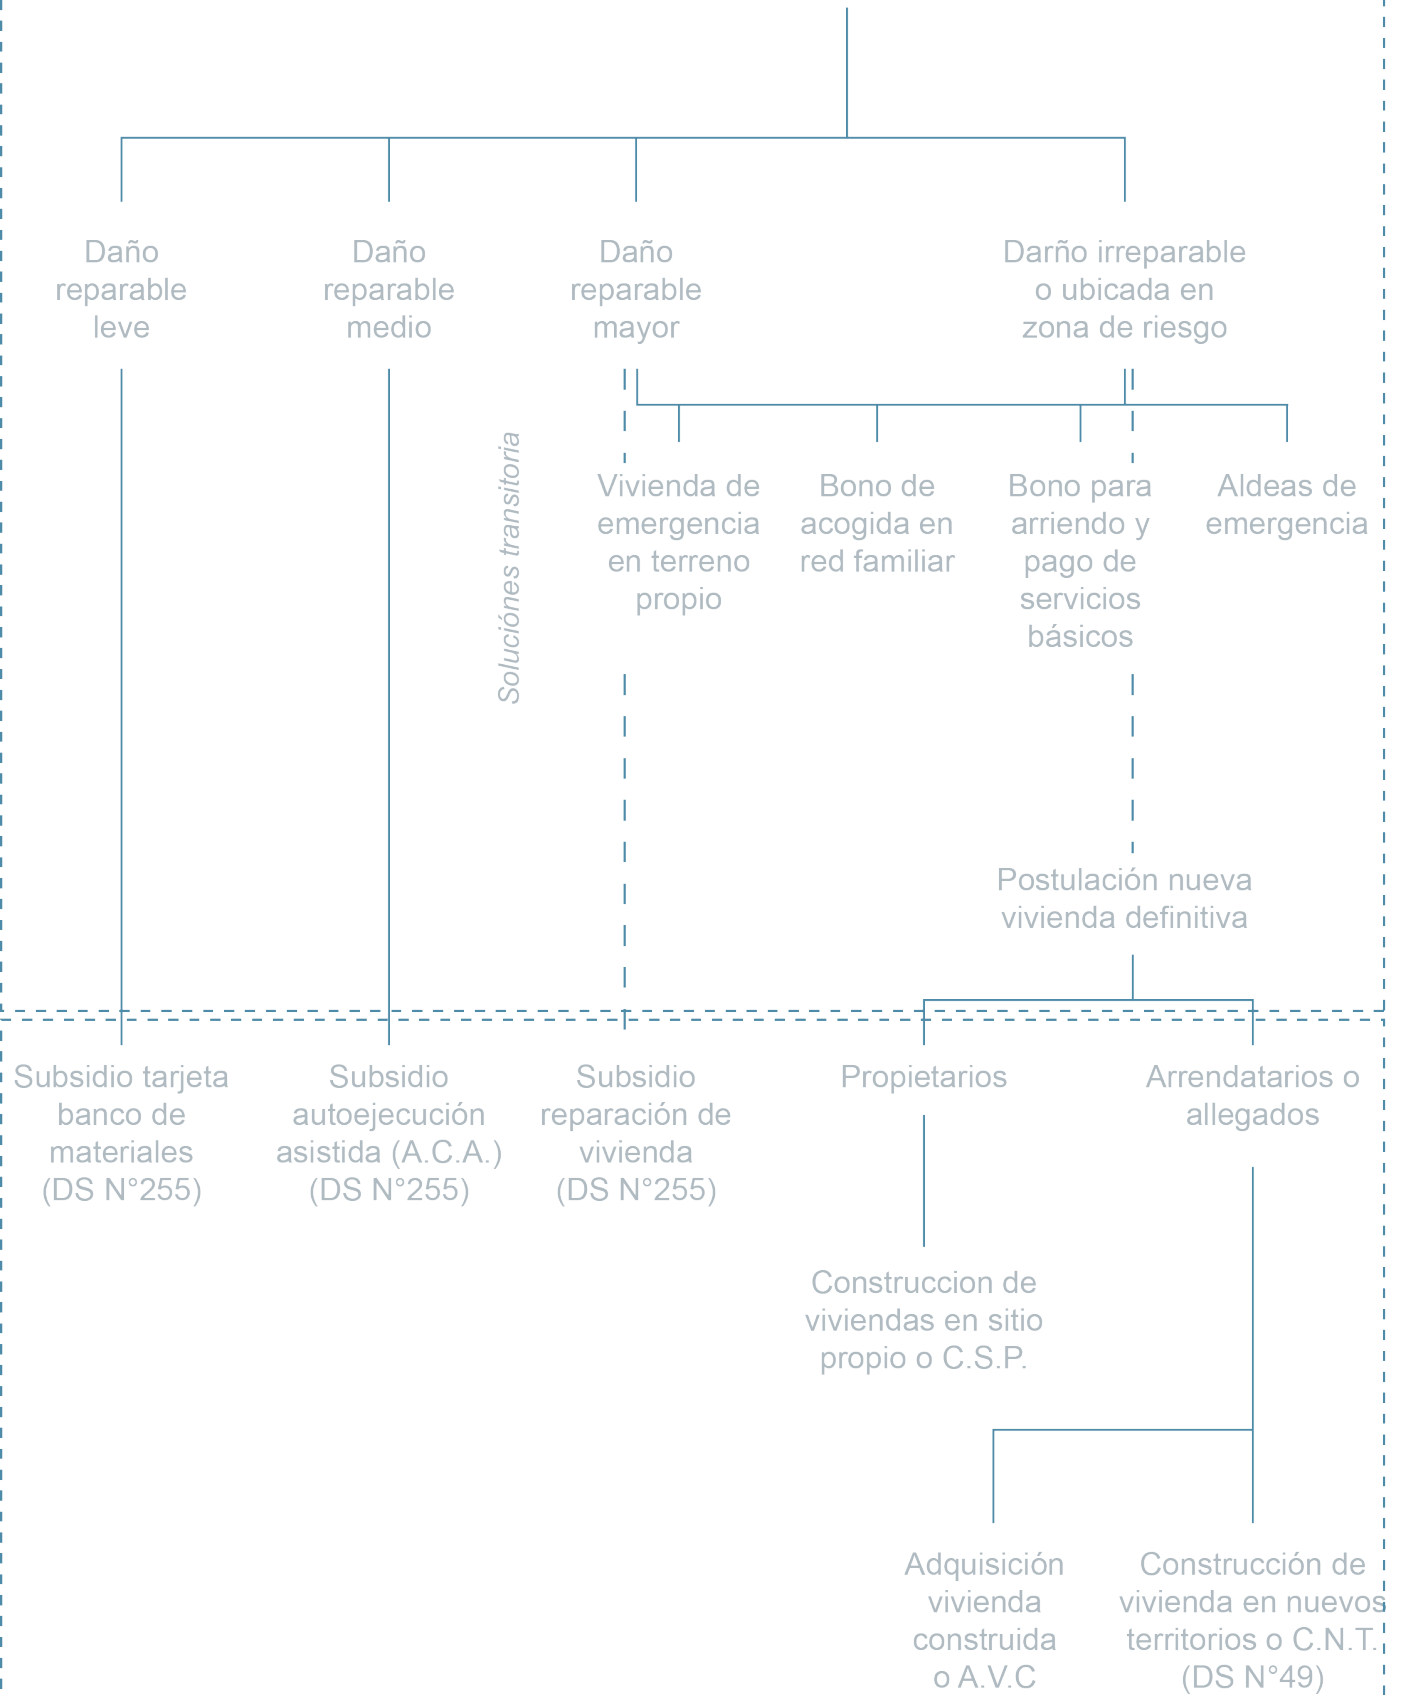 Daño
reparable
leve
Daño
reparable
medio
Daño
reparable
mayor
Darño irreparable
o ubicada en
zona de riesgo
Soluciónes transitoria
Vivienda de
emergencia
en terreno
propio
Bono de
acogida en
red familiar
Bono para
arriendo y
pago de
servicios
básicos
Aldeas de
emergencia
Postulación nueva
vivienda definitiva
Subsidio tarjeta
banco de
materiales
(DS N°255)
Subsidio
autoejecución
asistida (A.C.A.)
(DS N°255)
Subsidio
reparación de
vivienda
(DS N°255)
Propietarios
Arrendatarios o
allegados
Construccion de
viviendas en sitio
propio o C.S.P.
Adquisición
vivienda
construida
o A.V.C
Construcción de
vivienda en nuevos
territorios o C.N.T.
(DS N°49)